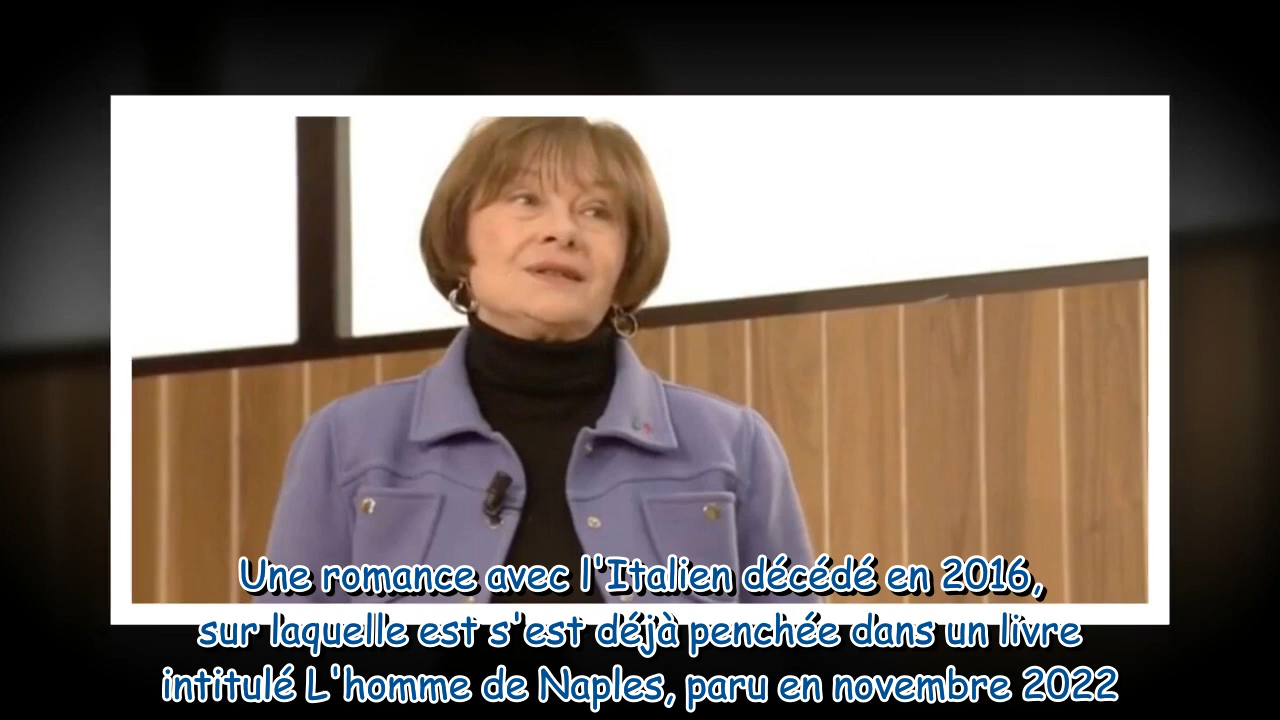 Une romance avec l'Italien décédé en 2016,
sur laquelle est s'est déjà penchée dans un livre
intitulé L'homme de Naples, paru en novembre 2022